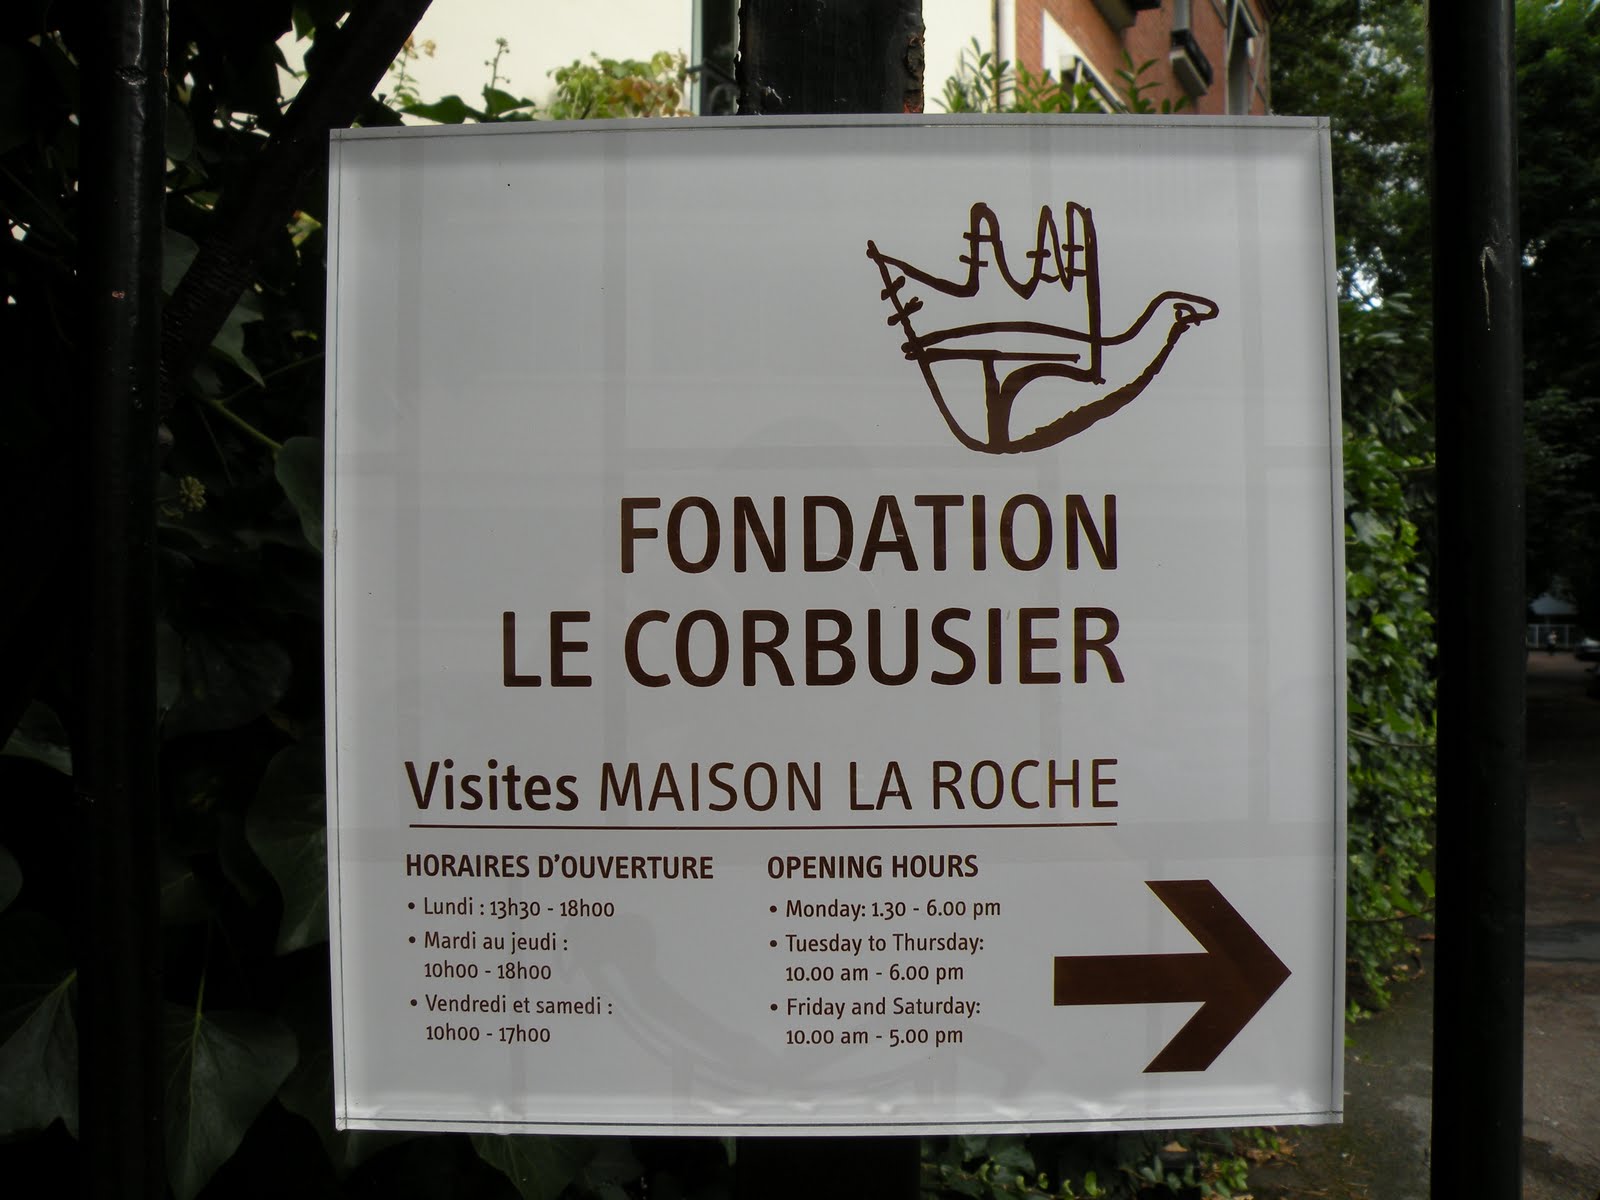 FONDATION
LE CORBUSIER
Visites MAISON LA ROCHE
HORAIRES D'OUVERTURE
• Lundi : 13h30 - 18h00
• Mardi au jeudi :
10h00 - 18h00
• Vendredi et samedi :
10h00 - 17h00
OPENING HOURS
• Monday: 1.30 - 6.00 pm
• Tuesday to Thursday:
10.00 am - 6.00 pm
• Friday and Saturday:
10.00 am - 5.00 pm